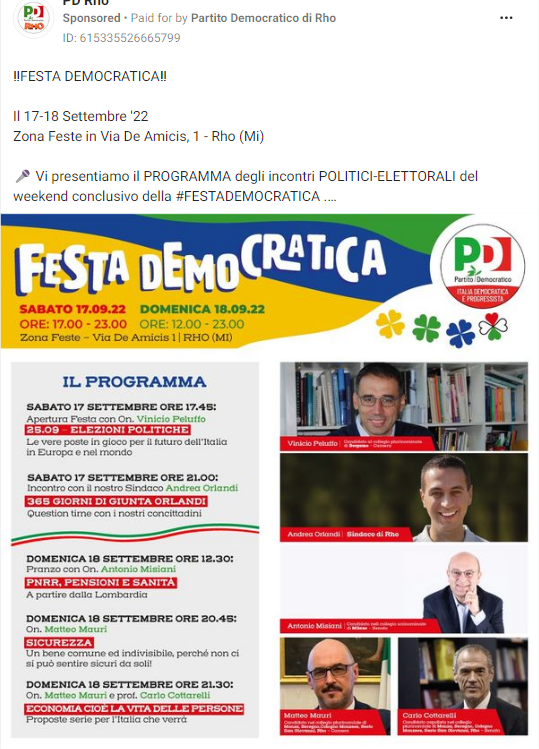 PD Rho
RHO
Sponsored • Paid for by Partito Democratico di Rho
ID: 615335526665799
‼FESTA DEMOCRATICA‼
Il 17-18 Settembre '22
Zona Feste in Via De Amicis, 1 - Rho (Mi)
🎤 Vi presentiamo il PROGRAMMA degli incontri POLITICI-ELETTORALI del
weekend conclusivo della #FESTADEMOCRATICA ....
FESTA DEMOCRATICA
SABATO 17.09.22 DOMENICA 18.09.22
ORE: 17.00 - 23.00 ORE: 12.00 - 23.00
Zona Feste – Via De Amicis 1 | RHO (MI)
PD
Partito Democratico
ITALIA DEMOCRATICA
E PROGRESSISTA
IL PROGRAMMA
SABATO 17 SETTEMBRE ORE 17.45:
Apertura Festa con On. Vinicio Peluffo
25.09 – ELEZIONI POLITICHE
Le vere poste in gioco per il futuro dell'Italia
in Europa e nel mondo
SABATO 17 SETTEMBRE ORE 21.00:
Incontro con il nostro Sindaco Andrea Orlandi
365 GIORNI DI GIUNTA ORLANDI
Question time con i nostri concittadini
DOMENICA 18 SETTEMBRE ORE 12.30:
Pranzo con On. Antonio Misiani
PNRR, PENSIONI E SANITÀ
A partire dalla Lombardia
DOMENICA 18 SETTEMBRE ORE 20.45:
On. Matteo Mauri
SICUREZZA
Un bene comune ed indivisibile, perché non ci
si può sentire sicuri da soli!
DOMENICA 18 SETTEMBRE ORE 21.30:
On. Matteo Mauri e prof. Carlo Cottarelli
ECONOMIA CIOÈ LA VITA DELLE PERSONE
Proposte serie per l'Italia che verrà
Vinicio Peluffo
Candidato nel collegio plurinominale
di Bergamo – Camera
Andrea Orlandi | Sindaco di Rho
Antonio Misiani
Candidato nel collegio plurinominale
di Milano – Senato
Matteo Mauri
Candidato nel collegio plurinominale di
Monza, Seregno, Cologno Monzese, Sesto
San Giovanni, Rho – Camera
Carlo Cottarelli
Candidato capolista nel collegio
plurinominale di Monza, Seregno, Cologno
Monzese, Sesto San Giovanni, Rho – Senato